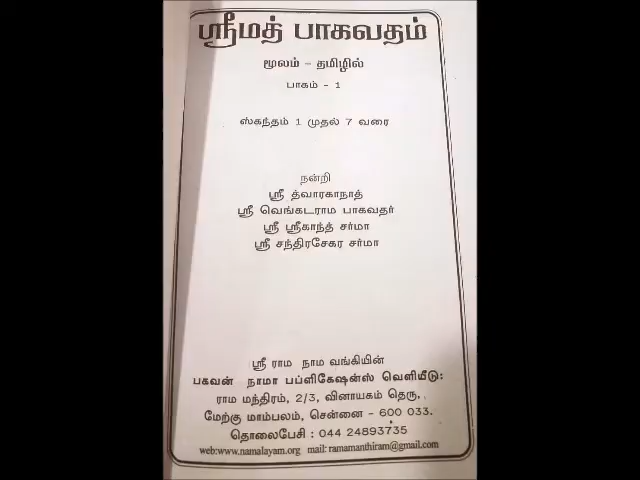 ஸ்ரீமத் பாகவதம்
மூலம் – தமிழில்
பாகம் - 1
ஸ்கந்தம் 1 முதல் 7 வரை
நன்றி
ஸ்ரீ த்வாரகாநாத்
ஸ்ரீ வெங்கடராம பாகவதர்
ஸ்ரீ ஸ்ரீகாந்த் சர்மா
ஸ்ரீ சந்திரசேகர சர்மா
ஸ்ரீ ராம நாம வங்கியின்
பகவன் நாமா பப்ளிகேஷன்ஸ் வெளியீடு:
ராம மந்திரம், 2/3, விநாயகம் தெரு,
மேற்கு மாம்பலம், சென்னை – 600 033.
தொலைபேசி : 044 24893735
web:www.namalayam.org mail: ramamanthiram@gmail.com